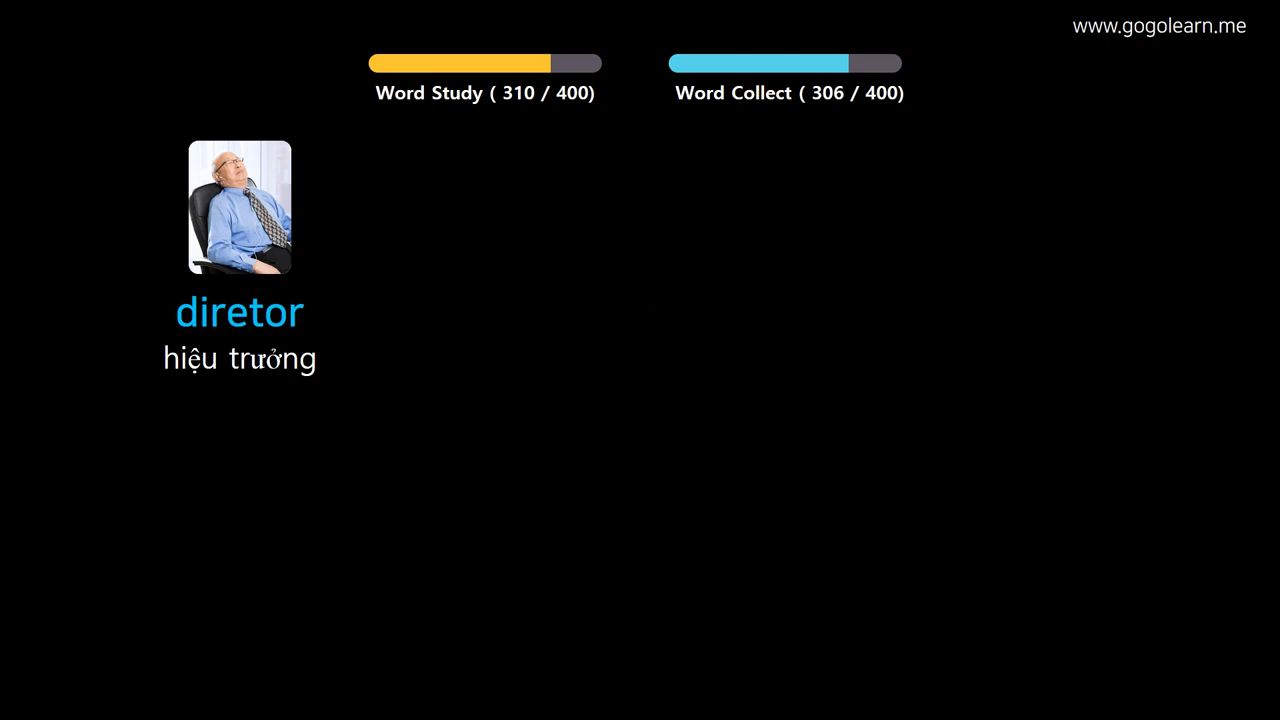 www.gogolearn.me
Word Study ( 310 / 400)
Word Collect ( 306 / 400)
diretor
hiệu trưởng